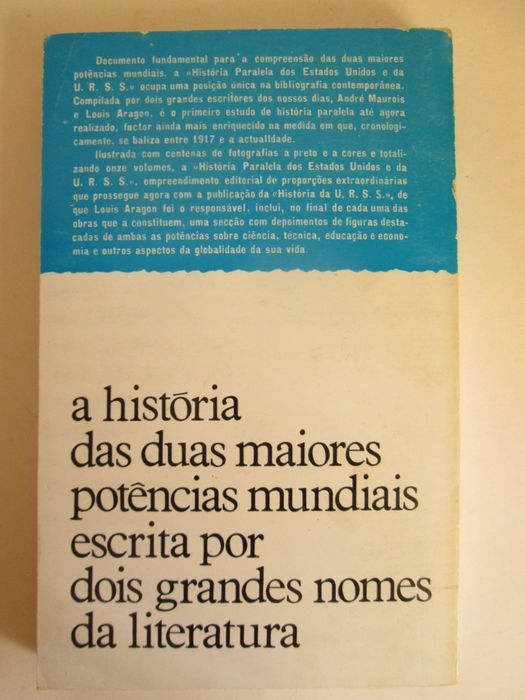 Documento fundamental para a compreensão das duas maiores
potências mundiais, a «História Paralela dos Estados Unidos e da
U. R. S. S.» ocupa uma posição única na bibliografia contemporânea.
Compilada por dois grandes escritores dos nossos dias, André Maurois
e Louis Aragon, é o primeiro estudo de história paralela até agora
realizado, factor ainda mais enriquecido na medida em que, cronologi-
camente, se baliza entre 1917 e a actualidade.
Ilustrada com centenas de fotografias a preto e a cores e totali-
zando onze volumes, a «História Paralela dos Estados Unidos e da
U. R. S. S.», empreendimento editorial de proporções extraordinárias
que prossegue agora com a publicação da «História da U. R. S. S.», de
que Louis Aragon foi o responsável, inclui, no final de cada uma das
obras que a constituem, uma secção com depoimentos de figuras desta-
cadas de ambas as potências sobre ciência, técnica, educação e econo-
mia e outros aspectos da globalidade da sua vida.
a história
das duas maiores
potências mundiais
escrita por
dois grandes nomes
da literatura